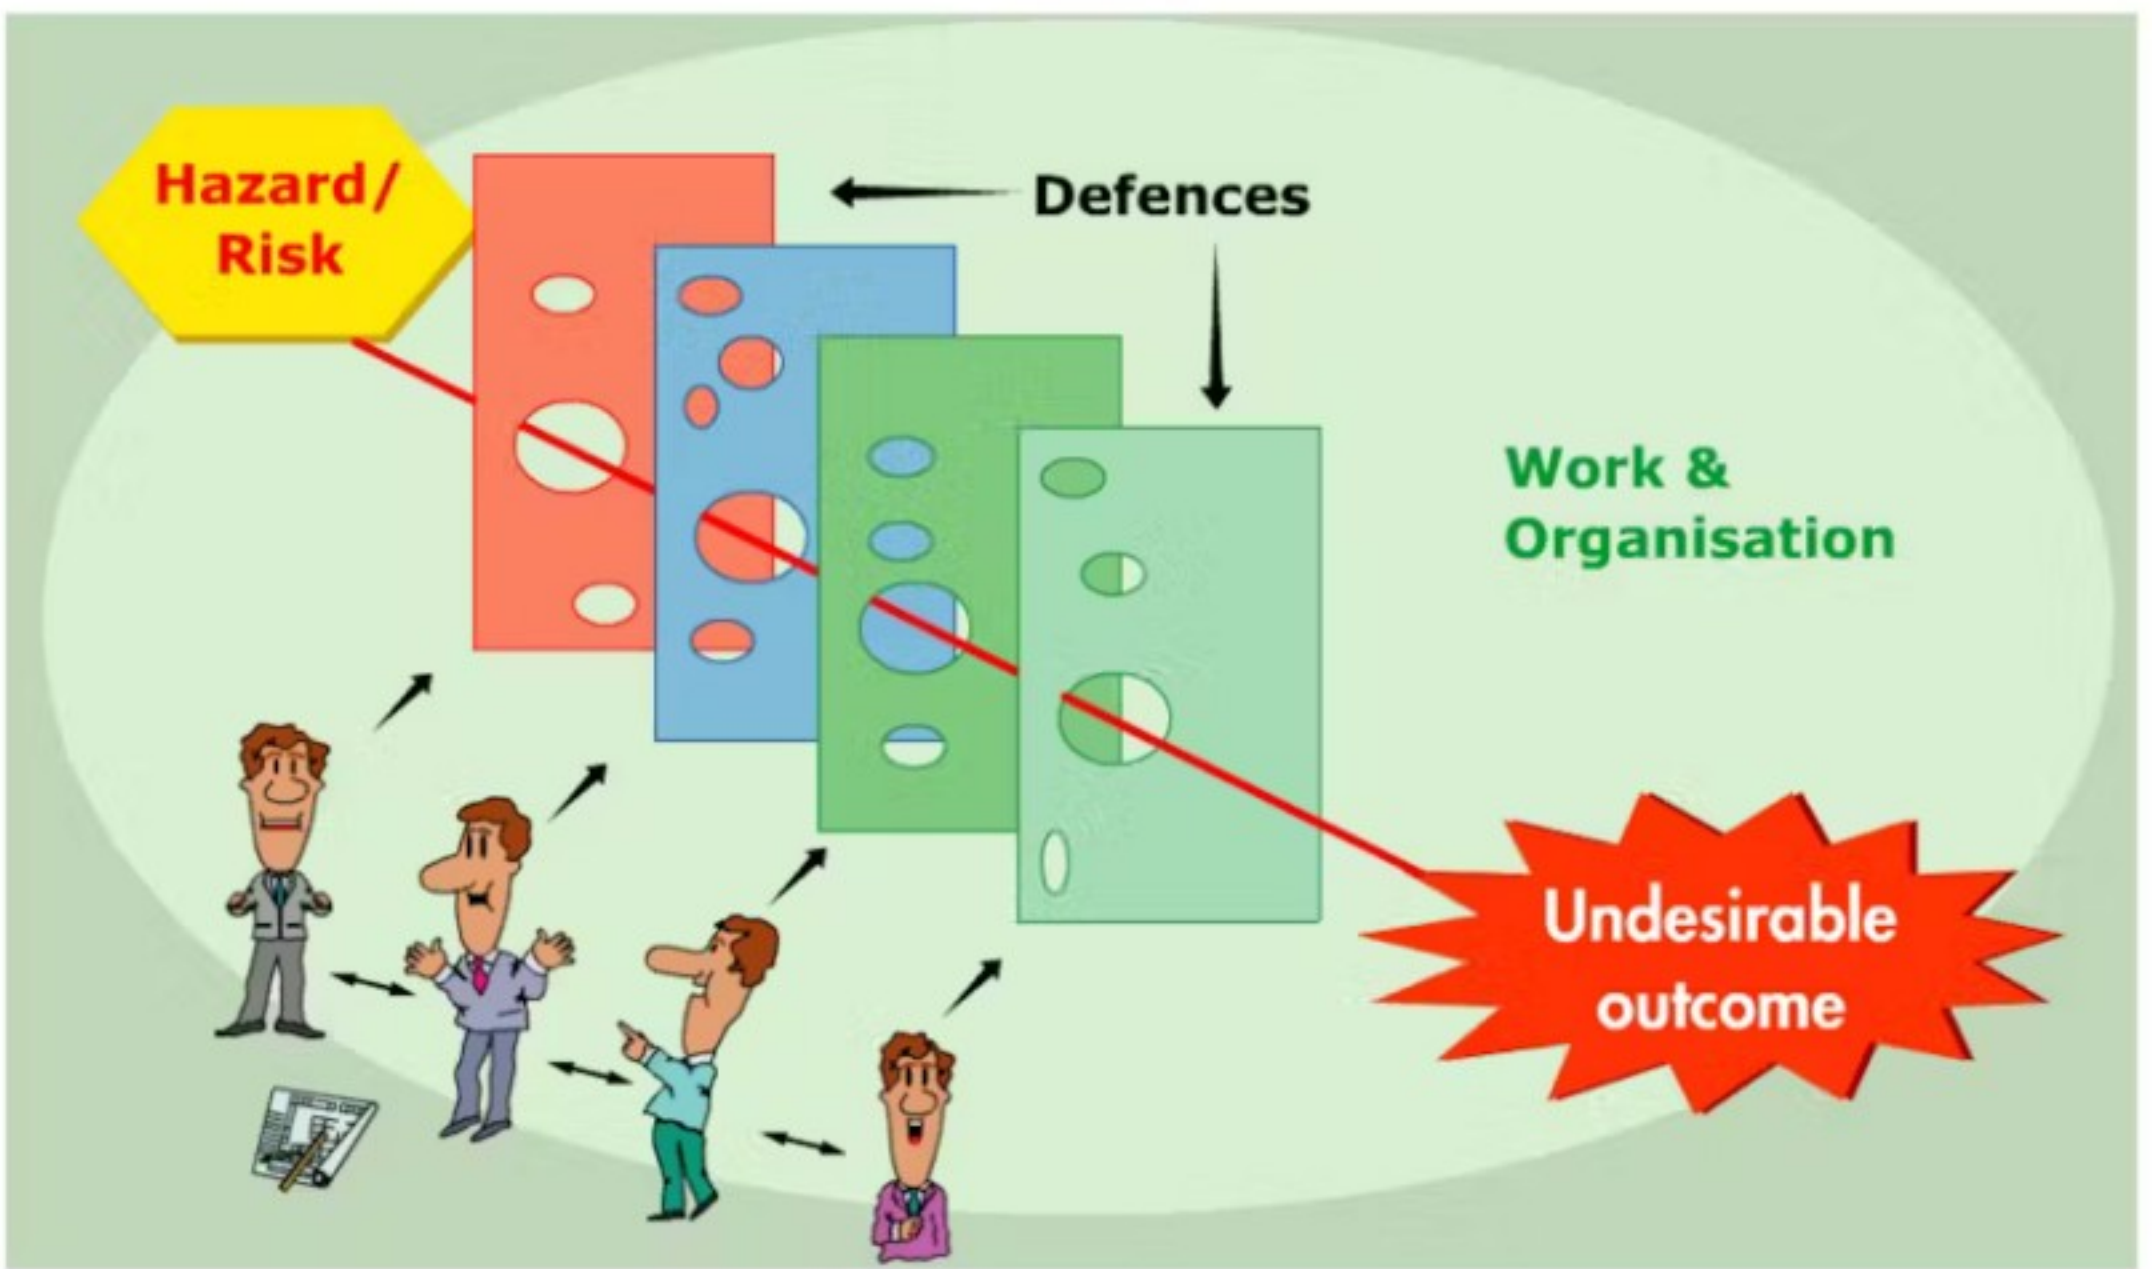 Hazard/
Risk
Defences
Work &
Organisation
Undesirable
outcome